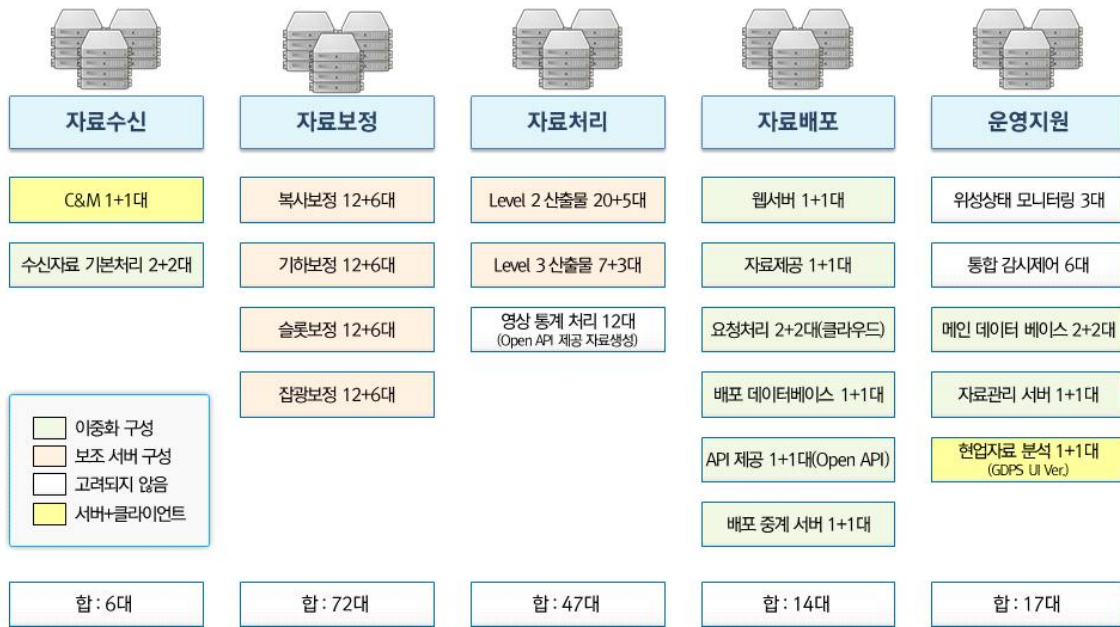 자료수신
C&M 1+1대
수신자료 기본처리 2+2대
이중화 구성
보조 서버 구성
고려되지 않음
서버+클라이언트
합 : 6대
자료보정
복사보정 12+6대
기하보정 12+6대
슬롯보정 12+6대
잡광보정 12+6대
합 : 72대
자료처리
Level 2 산출물 20+5대
Level 3 산출물 7+3대
영상 통계 처리 12대
(Open API 제공 자료생성)
합 : 47대
자료배포
웹서버 1+1대
자료제공 1+1대
요청처리 2+2대(클라우드)
배포 데이터베이스 1+1대
API 제공 1+1대(Open API)
배포 중계 서버 1+1대
합 : 14대
운영지원
위성상태 모니터링 3대
통합 감시제어 6대
메인 데이터 베이스 2+2대
자료관리 서버 1+1대
현업자료 분석 1+1대
(GDPS UI Ver.)
합 : 17대